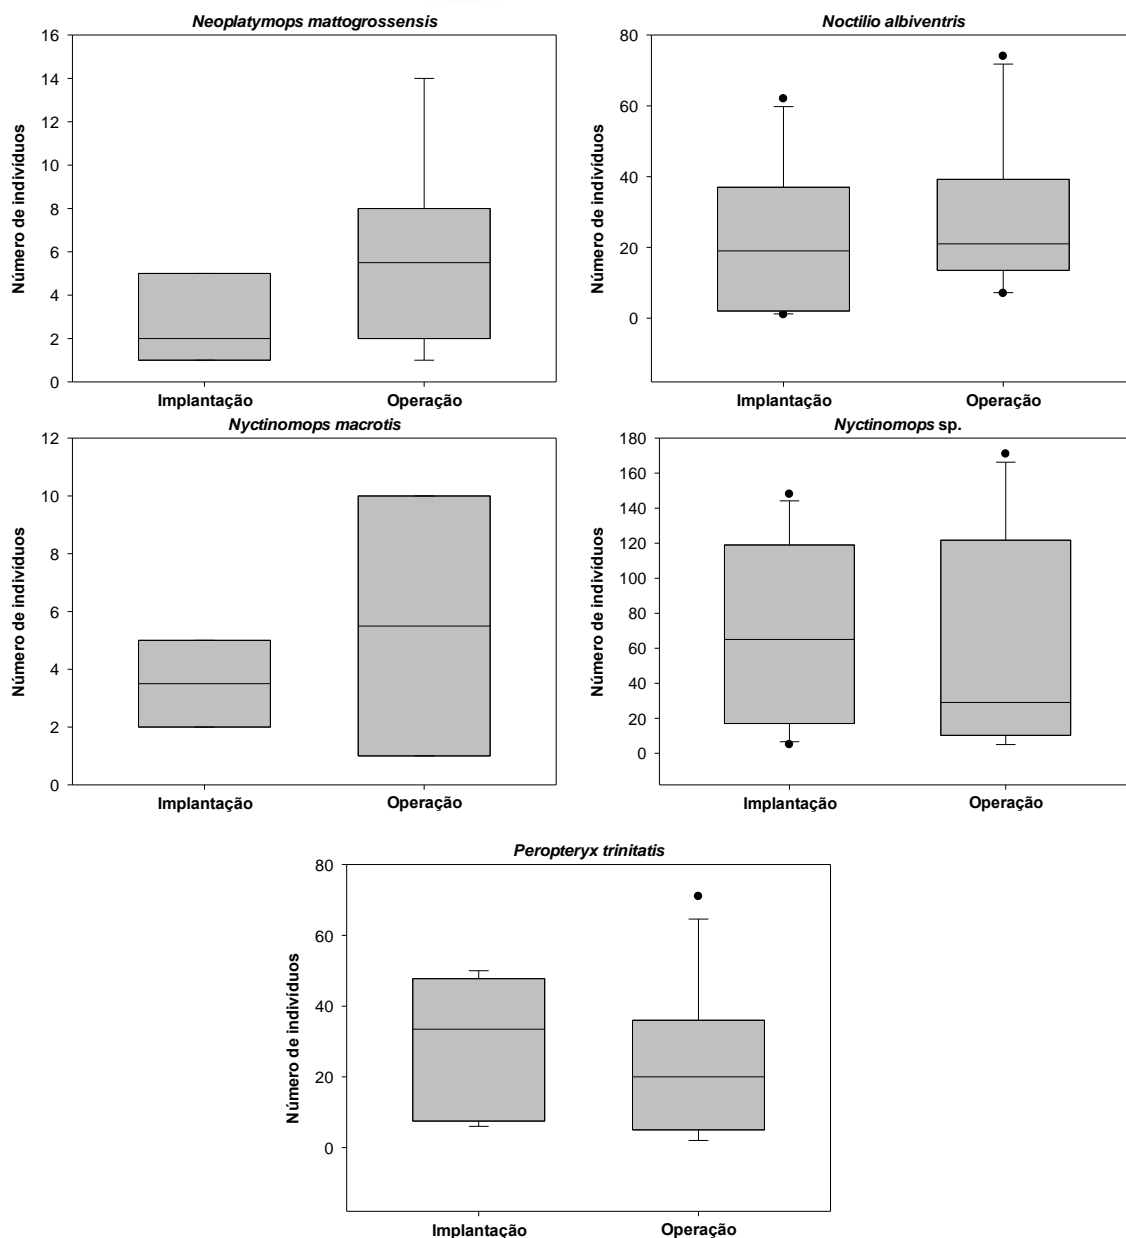 Neoplatymops mattogrossensis
Número de indivíduos
16
14
12
10
8
6
4
2
0
Implantação Operação
Noctilio albiventris
Número de indivíduos
80
60
40
20
0
Implantação Operação
Nyctinomops macrotis
Número de indivíduos
12
10
8
6
4
2
0
Implantação Operação
Nyctinomops sp.
Número de indivíduos
180
160
140
120
100
80
60
40
20
0
Implantação Operação
Peropteryx trinitatis
Número de indivíduos
80
60
40
20
0
Implantação Operação